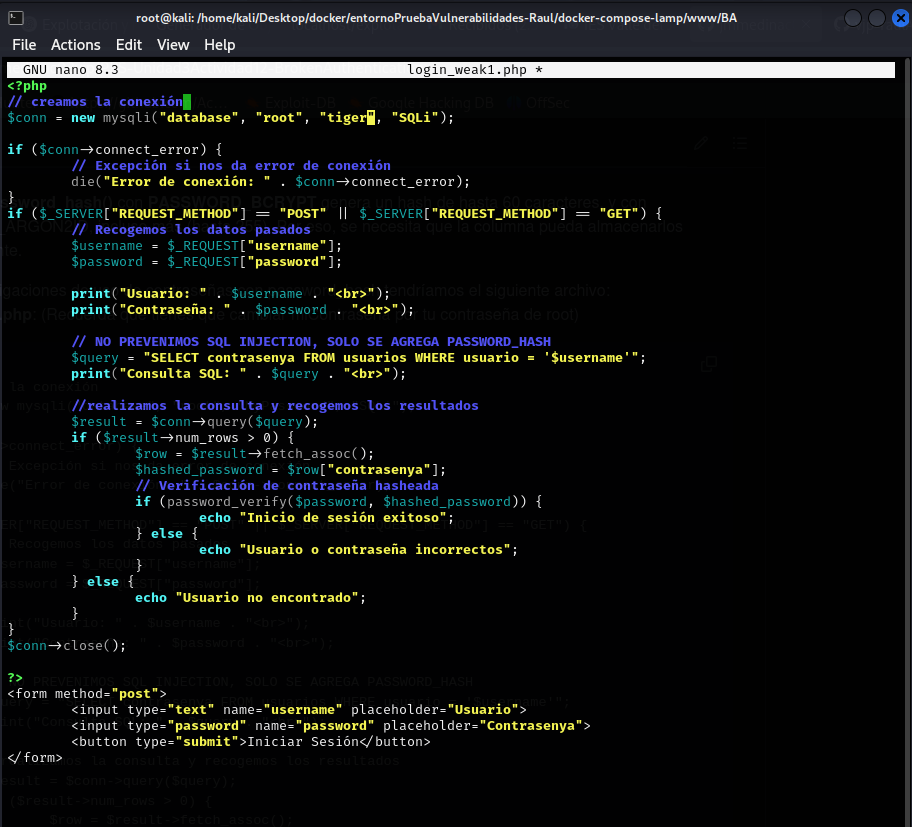 root@kali: /home/kali/Desktop/docker/entornoPruebaVulnerabilidades-Raul/docker-compose-lamp/www/BA
File Actions Edit View Help
GNU nano 8.3 login_weak1.php *
<?php
// creamos la conexión
$conn = new mysqli("database", "root", "tiger", "SQLi");

if ($conn->connect_error) {
        // Excepción si nos da error de conexión
        die("Error de conexión: " . $conn->connect_error);
}
if ($_SERVER["REQUEST_METHOD"] == "POST" || $_SERVER["REQUEST_METHOD"] == "GET") {
        // Recogemos los datos pasados
        $username = $_REQUEST["username"];
        $password = $_REQUEST["password"];

        print("Usuario: " . $username . "<br>");
        print("Contraseña: " . $password . "<br>");

        // NO PREVENIMOS SQL INJECTION, SOLO SE AGREGA PASSWORD_HASH
        $query = "SELECT contrasenya FROM usuarios WHERE usuario = '$username'";
        print("Consulta SQL: " . $query . "<br>");

        //realizamos la consulta y recogemos los resultados
        $result = $conn->query($query);
        if ($result->num_rows > 0) {
                $row = $result->fetch_assoc();
                $hashed_password = $row["contrasenya"];
                // Verificación de contraseña hasheada
                if (password_verify($password, $hashed_password)) {
                        echo "Inicio de sesión exitoso";
                } else {
                        echo "Usuario o contraseña incorrectos";
                }
        } else {
                echo "Usuario no encontrado";
        }
}
$conn->close();

?>
<form method="post">
        <input type="text" name="username" placeholder="Usuario">
        <input type="password" name="password" placeholder="Contrasenya">
        <button type="submit">Iniciar Sesión</button>
</form>